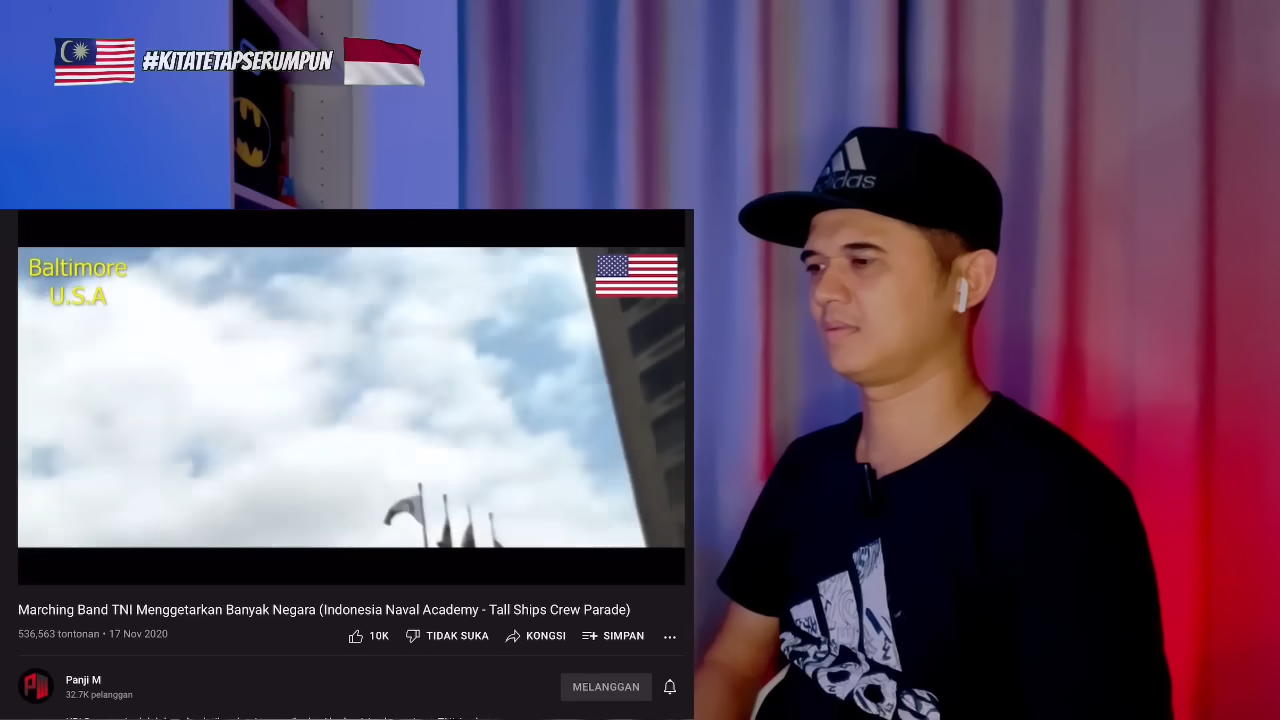 #KITATETAPSERUMPUN
adidas
Baltimore
U.S.A
Marching Band TNI Menggetarkan Banyak Negara (Indonesia Naval Academy - Tall Ships Crew Parade)
536,563 tontonan • 17 Nov 2020
10K
TIDAK SUKA
KONGSI
SIMPAN
Panji M
32.7K pelanggan
MELANGGAN